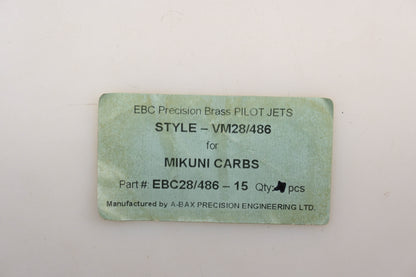 EBC Precision Brass PILOT JETS
STYLE – VM28/486
for
MIKUNI CARBS
Part #: EBC28/486 – 15 Qty: pcs
Manufactured by A-BAX PRECISION ENGINEERING LTD.